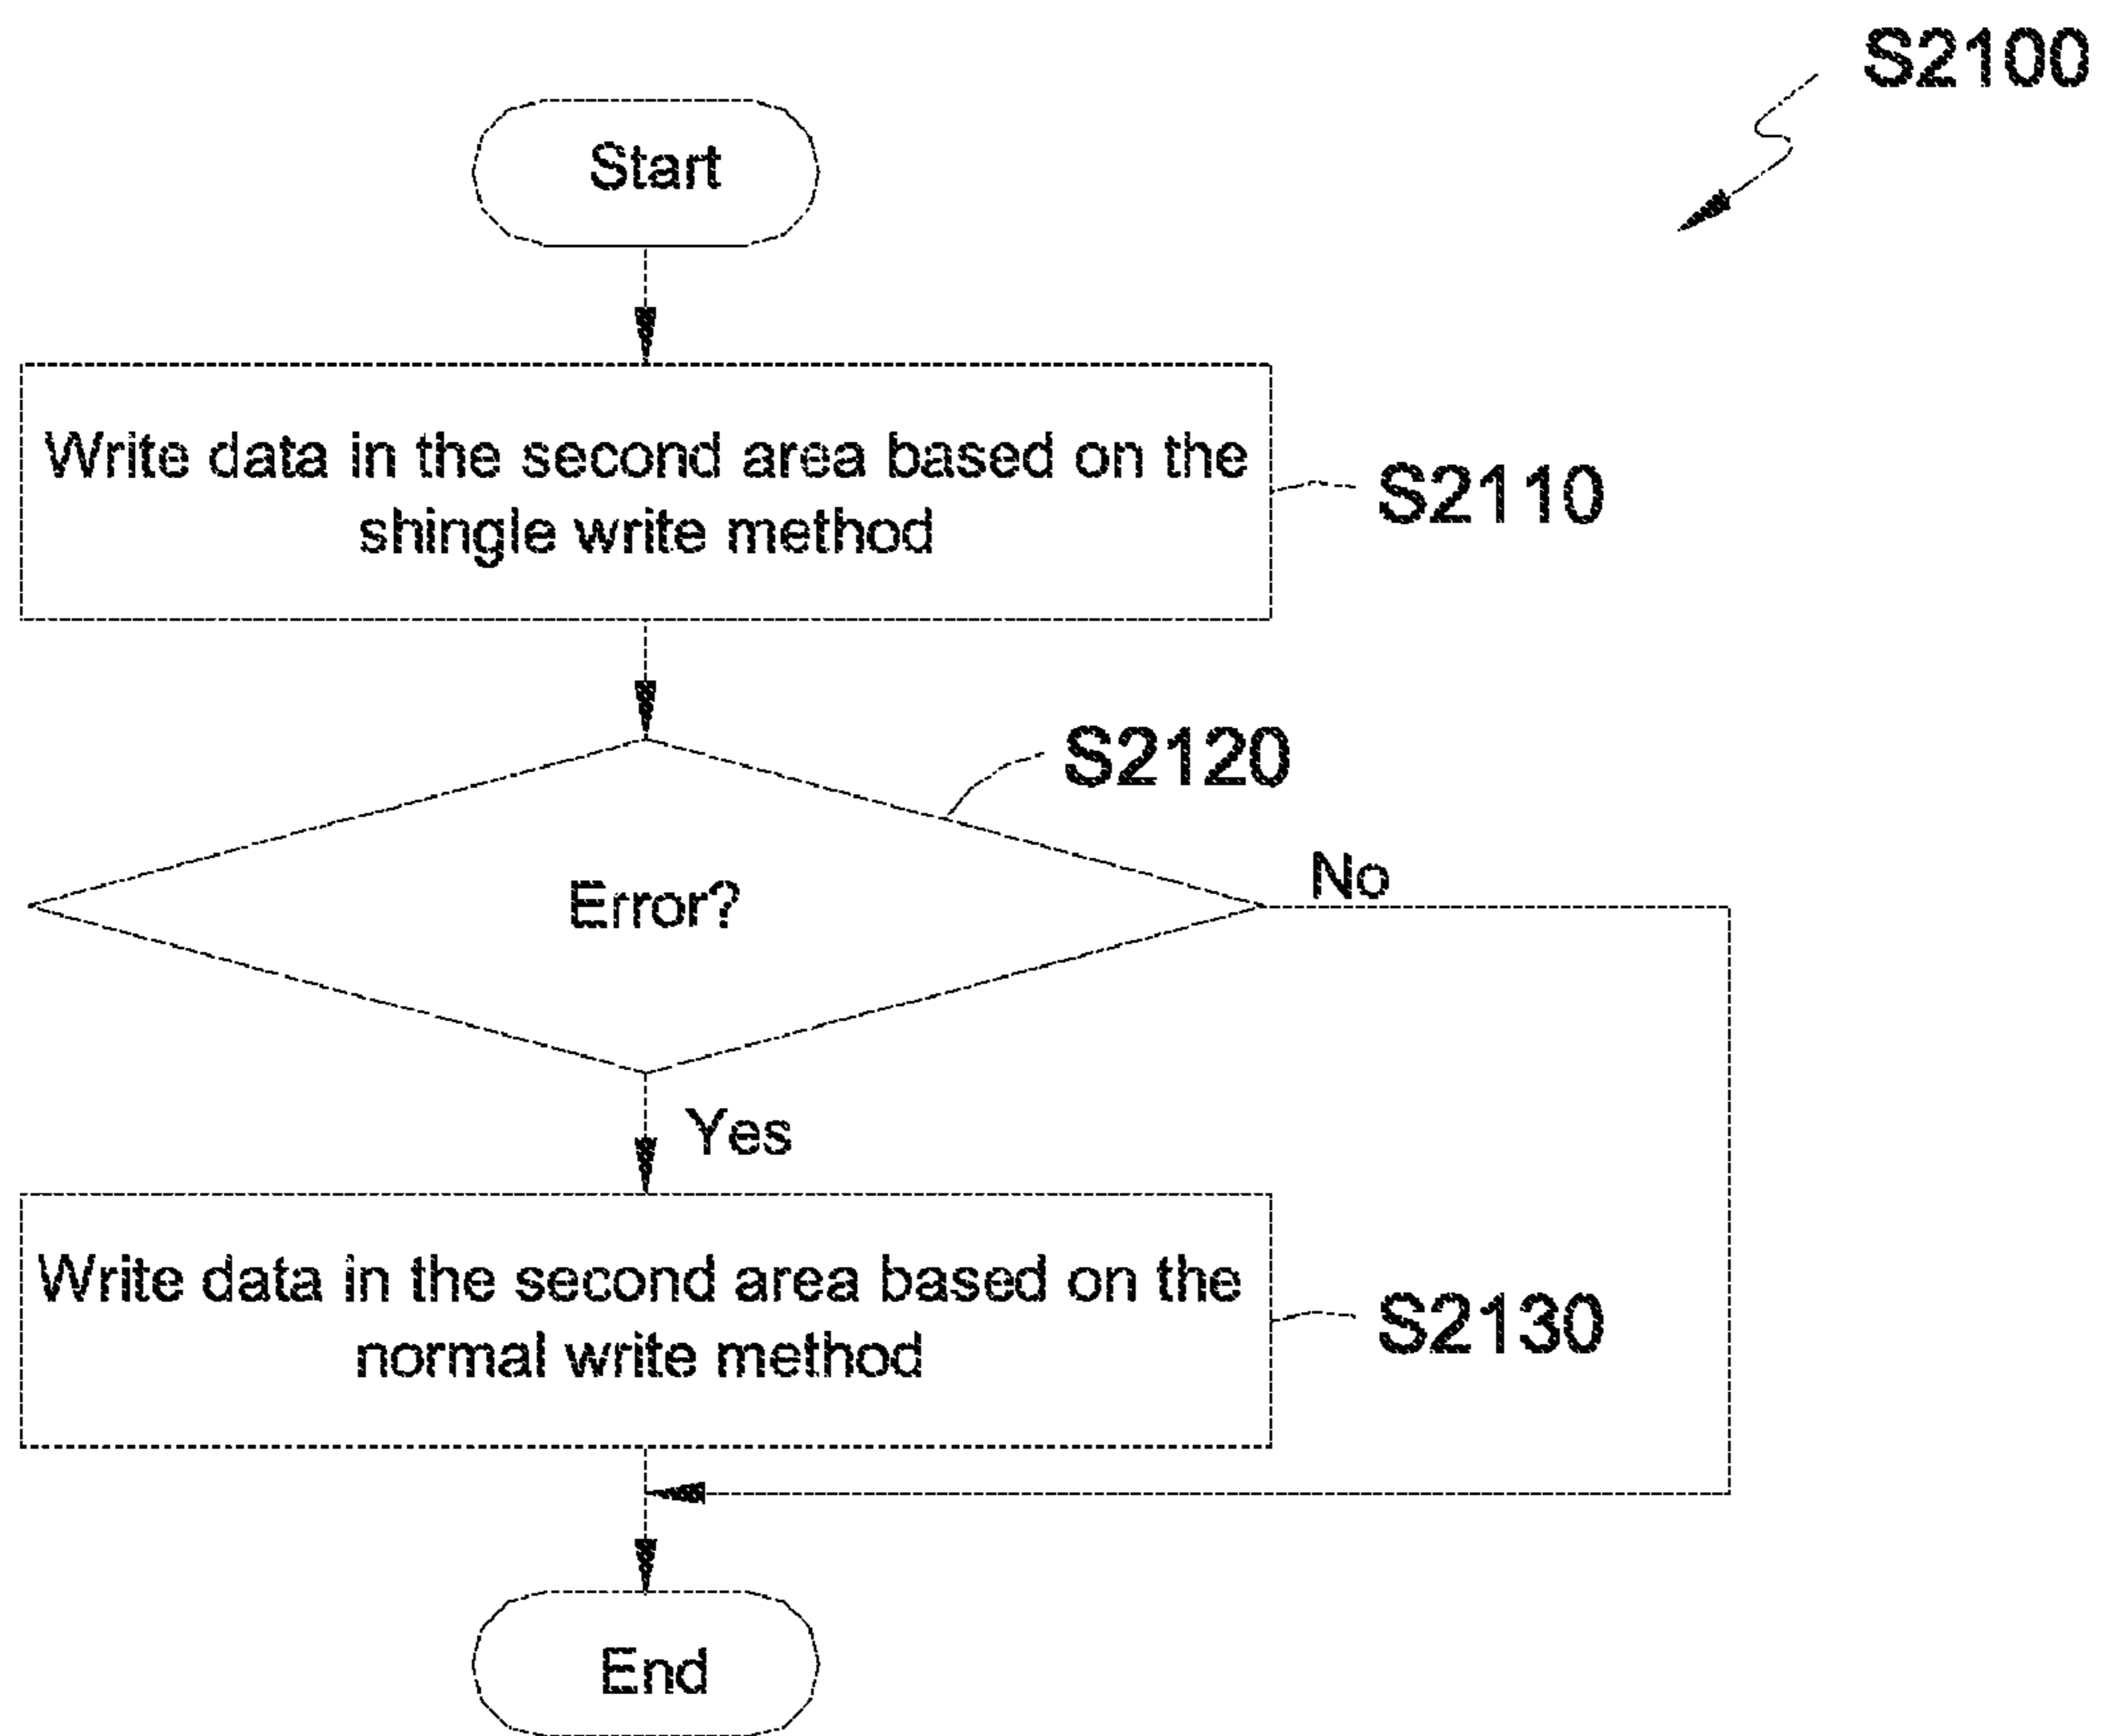 S2100
Start
Write data in the second area based on the
shingle write method
S2110
S2120
Error?
No
Yes
Write data in the second area based on the
normal write method
S2130
End